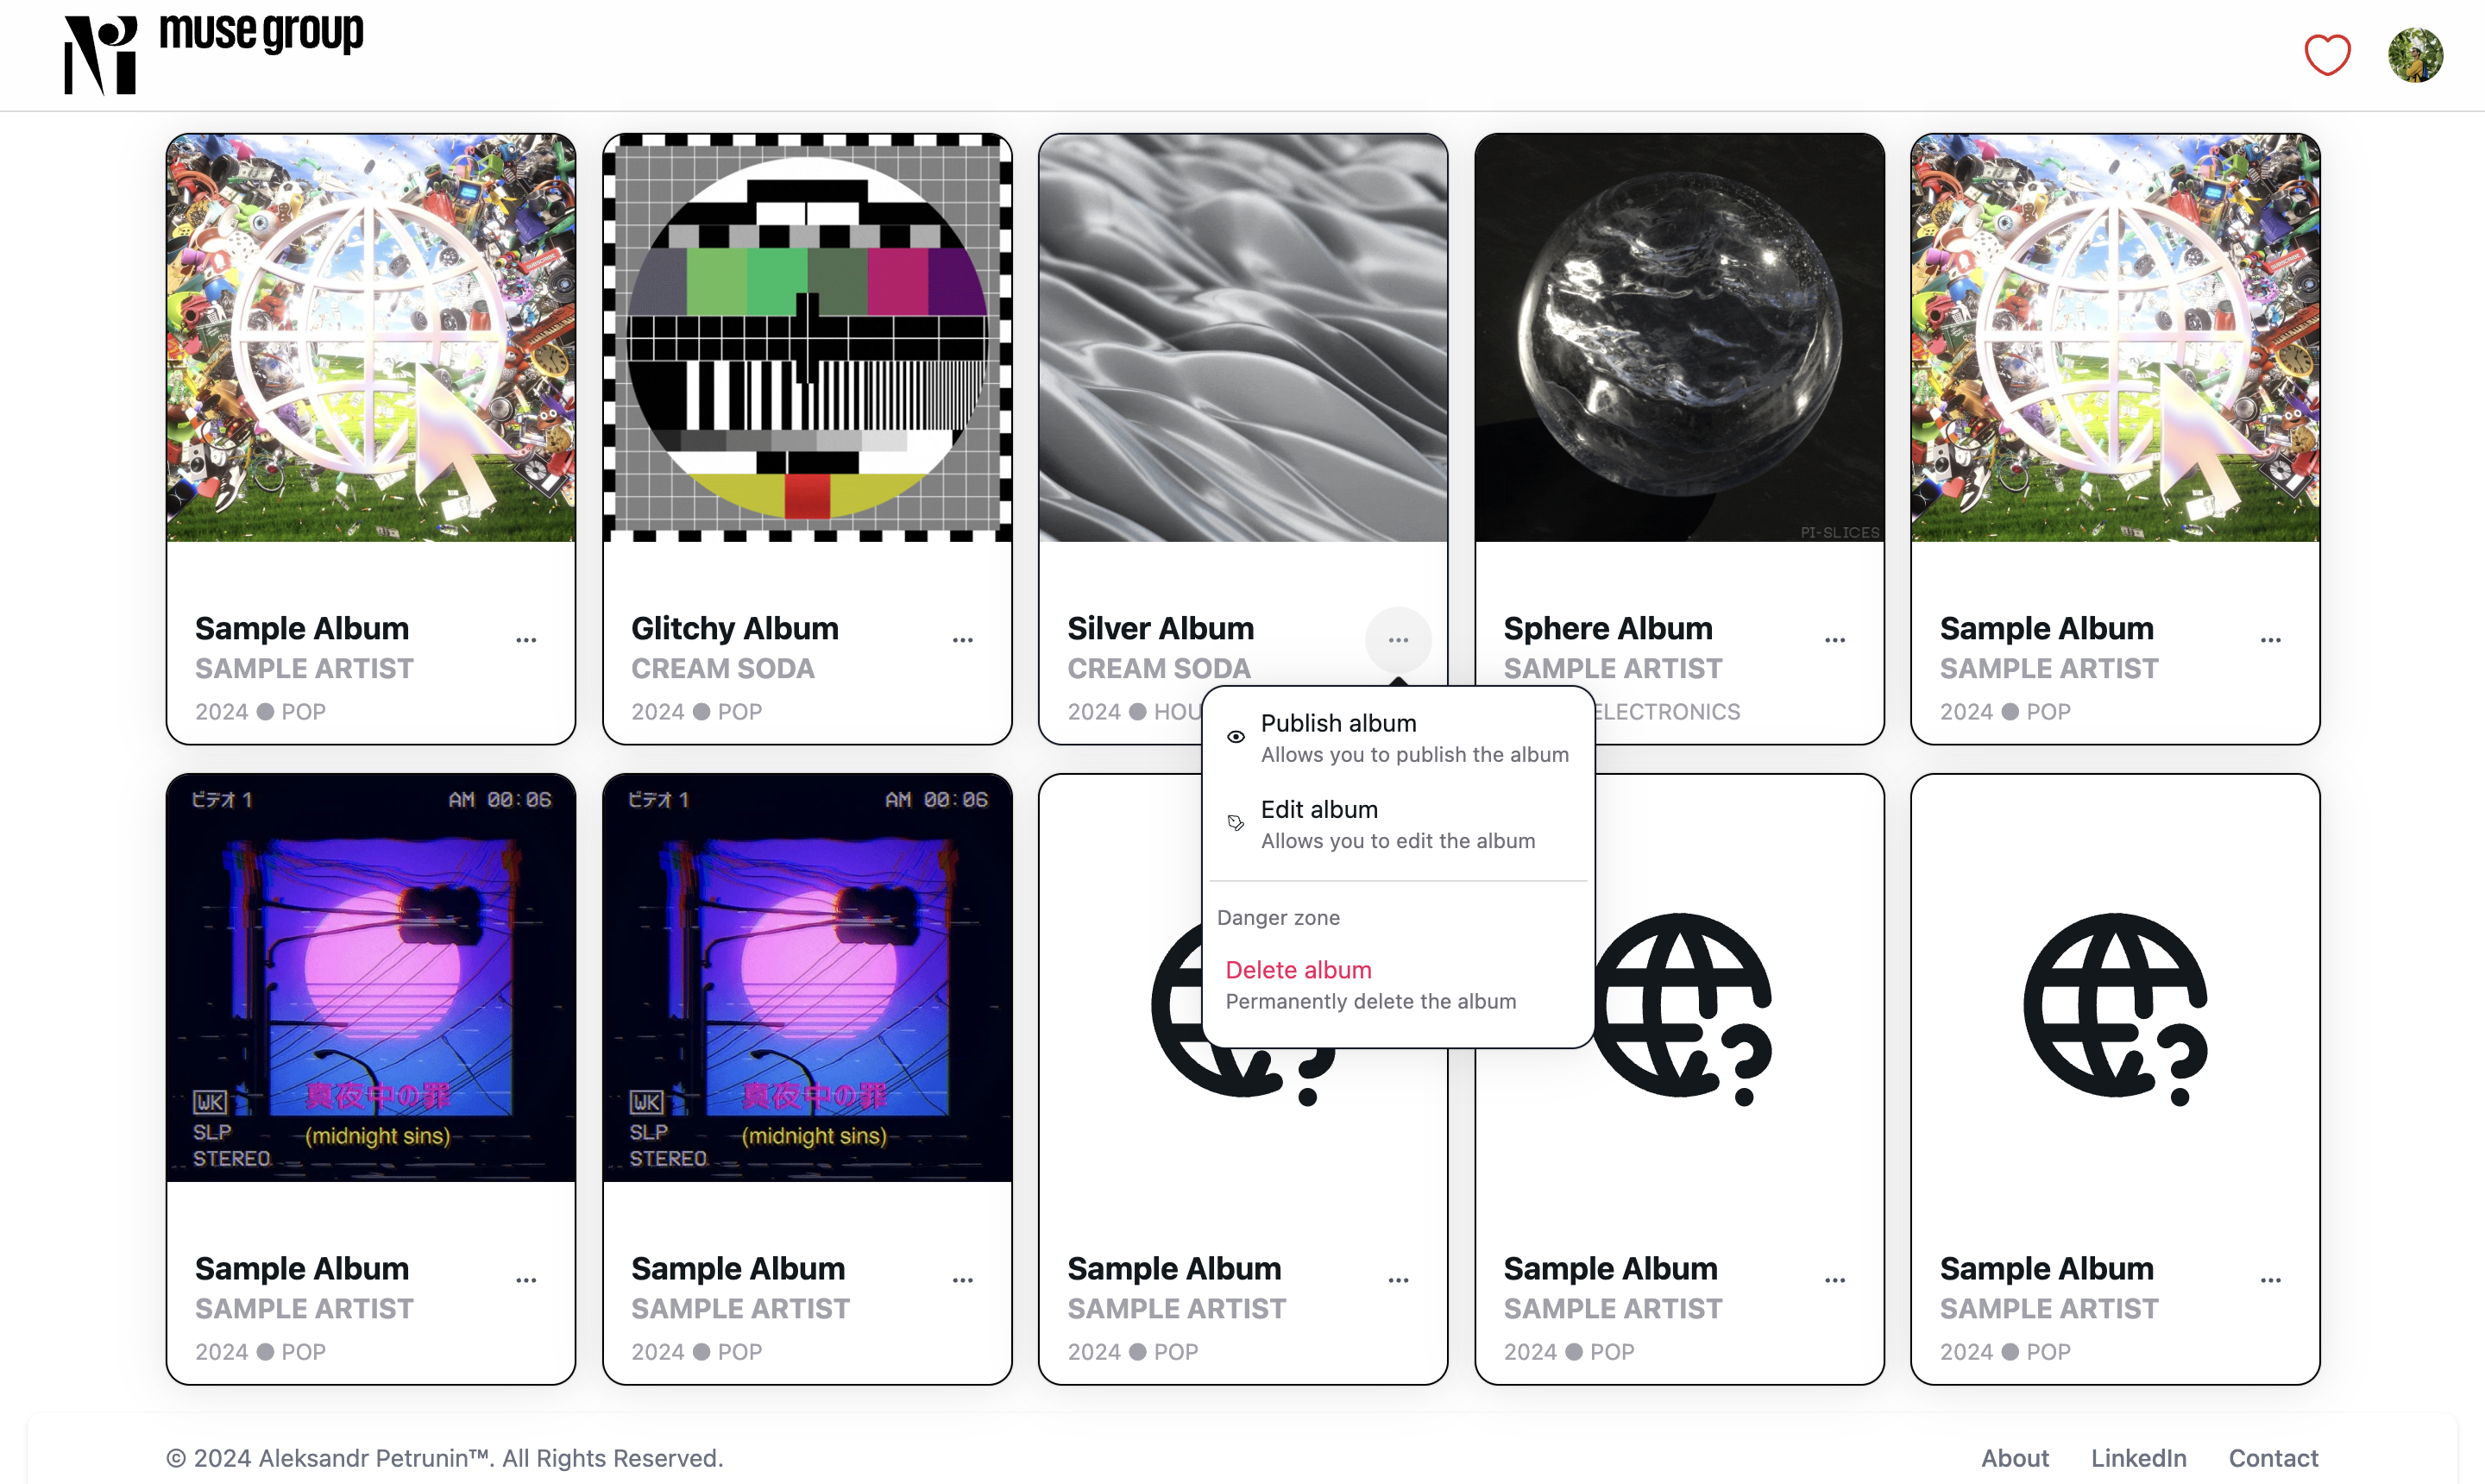 muse group
PI-SLICES
Sample Album
SAMPLE ARTIST
2024 ● POP
Glitchy Album
CREAM SODA
2024 ● POP
Silver Album
CREAM SODA
2024 ● HOU
Sphere Album
SAMPLE ARTIST
ELECTRONICS
Sample Album
SAMPLE ARTIST
2024 ● POP
Publish album
Allows you to publish the album
Edit album
Allows you to edit the album
Danger zone
Delete album
Permanently delete the album
ビデオ 1
AM 00:06
真夜中の罪
(midnight sins)
WK
SLP
STEREO
ビデオ 1
AM 00:06
真夜中の罪
(midnight sins)
WK
SLP
STEREO
Sample Album
SAMPLE ARTIST
2024 ● POP
Sample Album
SAMPLE ARTIST
2024 ● POP
Sample Album
SAMPLE ARTIST
2024 ● POP
Sample Album
SAMPLE ARTIST
2024 ● POP
Sample Album
SAMPLE ARTIST
2024 ● POP
© 2024 Aleksandr Petrunin™. All Rights Reserved.
About
LinkedIn
Contact